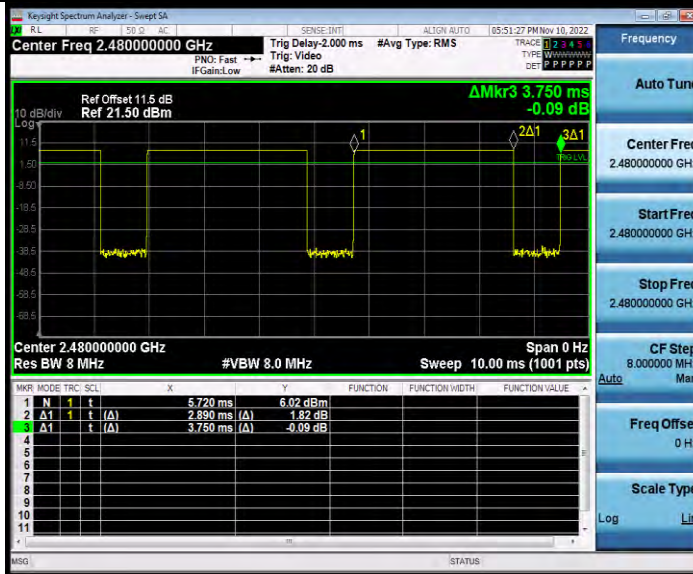 Keysight Spectrum Analyzer - Swept SA
RL RF 50 Ω AC SENSE:INT ALIGN AUTO 05:51:27 PM Nov 10, 2022
Center Freq 2.480000000 GHz
PNO: Fast
IFGain:Low
Trig Delay-2.000 ms
Trig: Video
#Atten: 20 dB
#Avg Type: RMS
TRACE 1 2 3 4 5 6
TYPE WWWWWW
DET P P P P P P
Ref Offset 11.5 dB
10 dB/div Ref 21.50 dBm
Log
ΔMkr3 3.750 ms
-0.09 dB
1
2Δ1
3Δ1
TRIG LVL
11.5
1.50
-8.50
-18.5
-28.5
-38.5
-48.5
-58.5
-68.5
Center 2.480000000 GHz Span 0 Hz
Res BW 8 MHz #VBW 8.0 MHz Sweep 10.00 ms (1001 pts)
MKR MODE TRC SCL X Y FUNCTION FUNCTION WIDTH FUNCTION VALUE
1 N 1 t 5.720 ms 6.02 dBm
2 Δ1 1 t (Δ) 2.890 ms (Δ) 1.82 dB
3 Δ1 t (Δ) 3.750 ms (Δ) -0.09 dB
4
5
6
7
8
9
10
11
MSG STATUS
Frequency
Auto Tune
Center Freq
2.480000000 GH
Start Freq
2.480000000 GH
Stop Freq
2.480000000 GH
CF Step
8.000000 MH
Auto Mar
Freq Offse
0 H
Scale Type
Log Lin